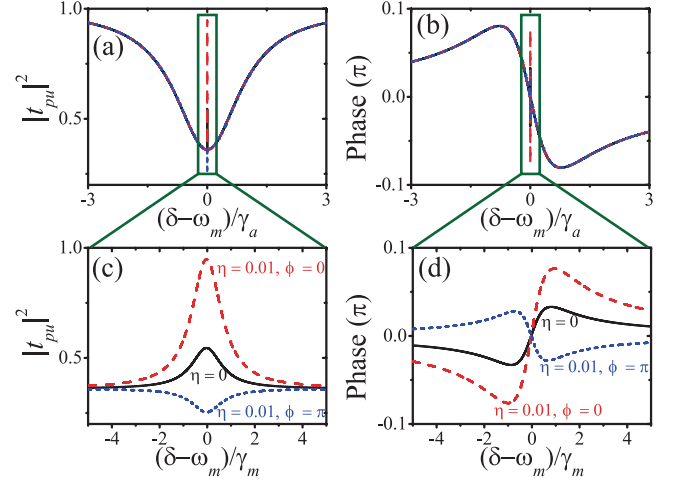 (a)
|t_pu|²
1.0
0.5
-3
0
3
(δ−ω_m)/γ_a
(b)
Phase (π)
0.1
0.0
-0.1
-3
0
3
(δ−ω_m)/γ_a
(c)
|t_pu|²
1.0
0.5
η = 0.01, ϕ = 0
η = 0
η = 0.01, ϕ = π
-4
-2
0
2
4
(δ−ω_m)/γ_m
(d)
Phase (π)
0.1
0.0
-0.1
η = 0
η = 0.01, ϕ = π
η = 0.01, ϕ = 0
-4
-2
0
2
4
(δ−ω_m)/γ_m